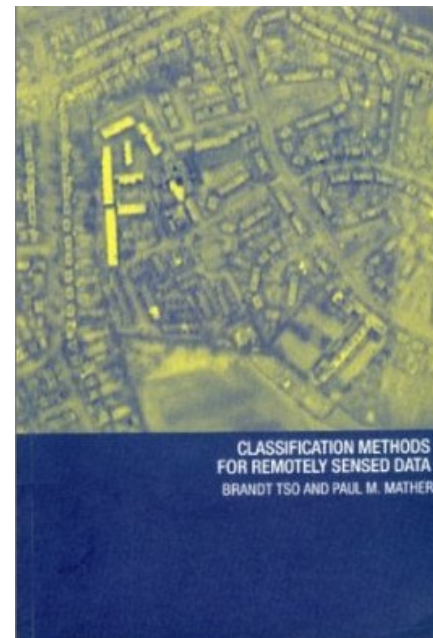 CLASSIFICATION METHODS
FOR REMOTELY SENSED DATA
BRANDT TSO AND PAUL M. MATHER